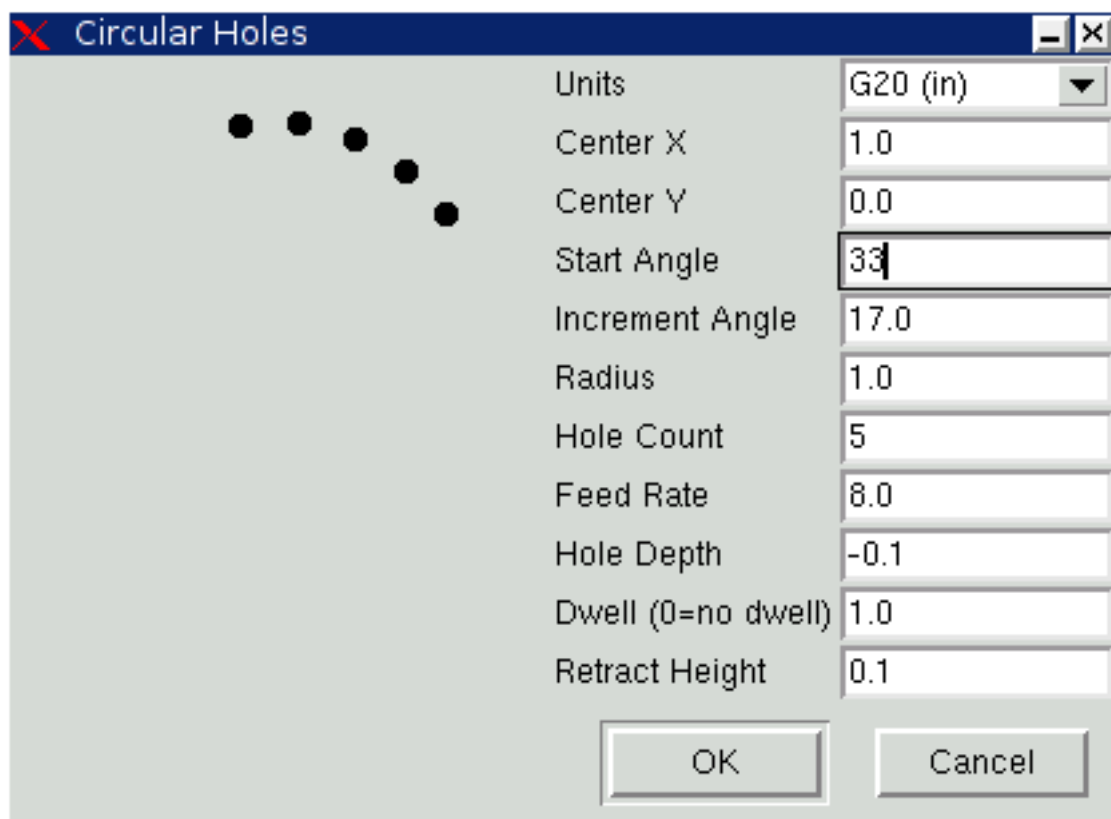 Circular Holes
Units G20 (in)
Center X 1.0
Center Y 0.0
Start Angle 33
Increment Angle 17.0
Radius 1.0
Hole Count 5
Feed Rate 8.0
Hole Depth -0.1
Dwell (0=no dwell) 1.0
Retract Height 0.1
OK Cancel